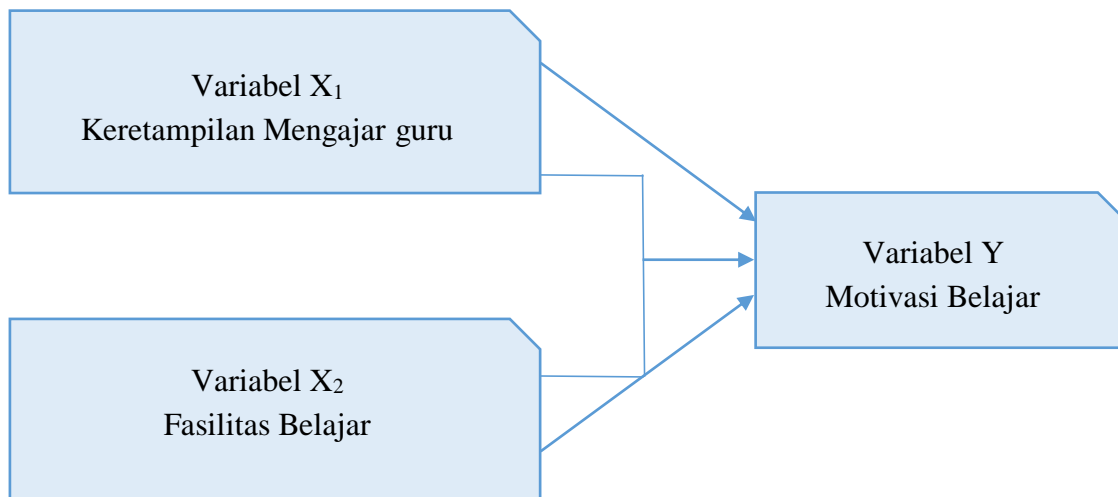 Variabel X₁
Keretampilan Mengajar guru
Variabel Y
Motivasi Belajar
Variabel X₂
Fasilitas Belajar